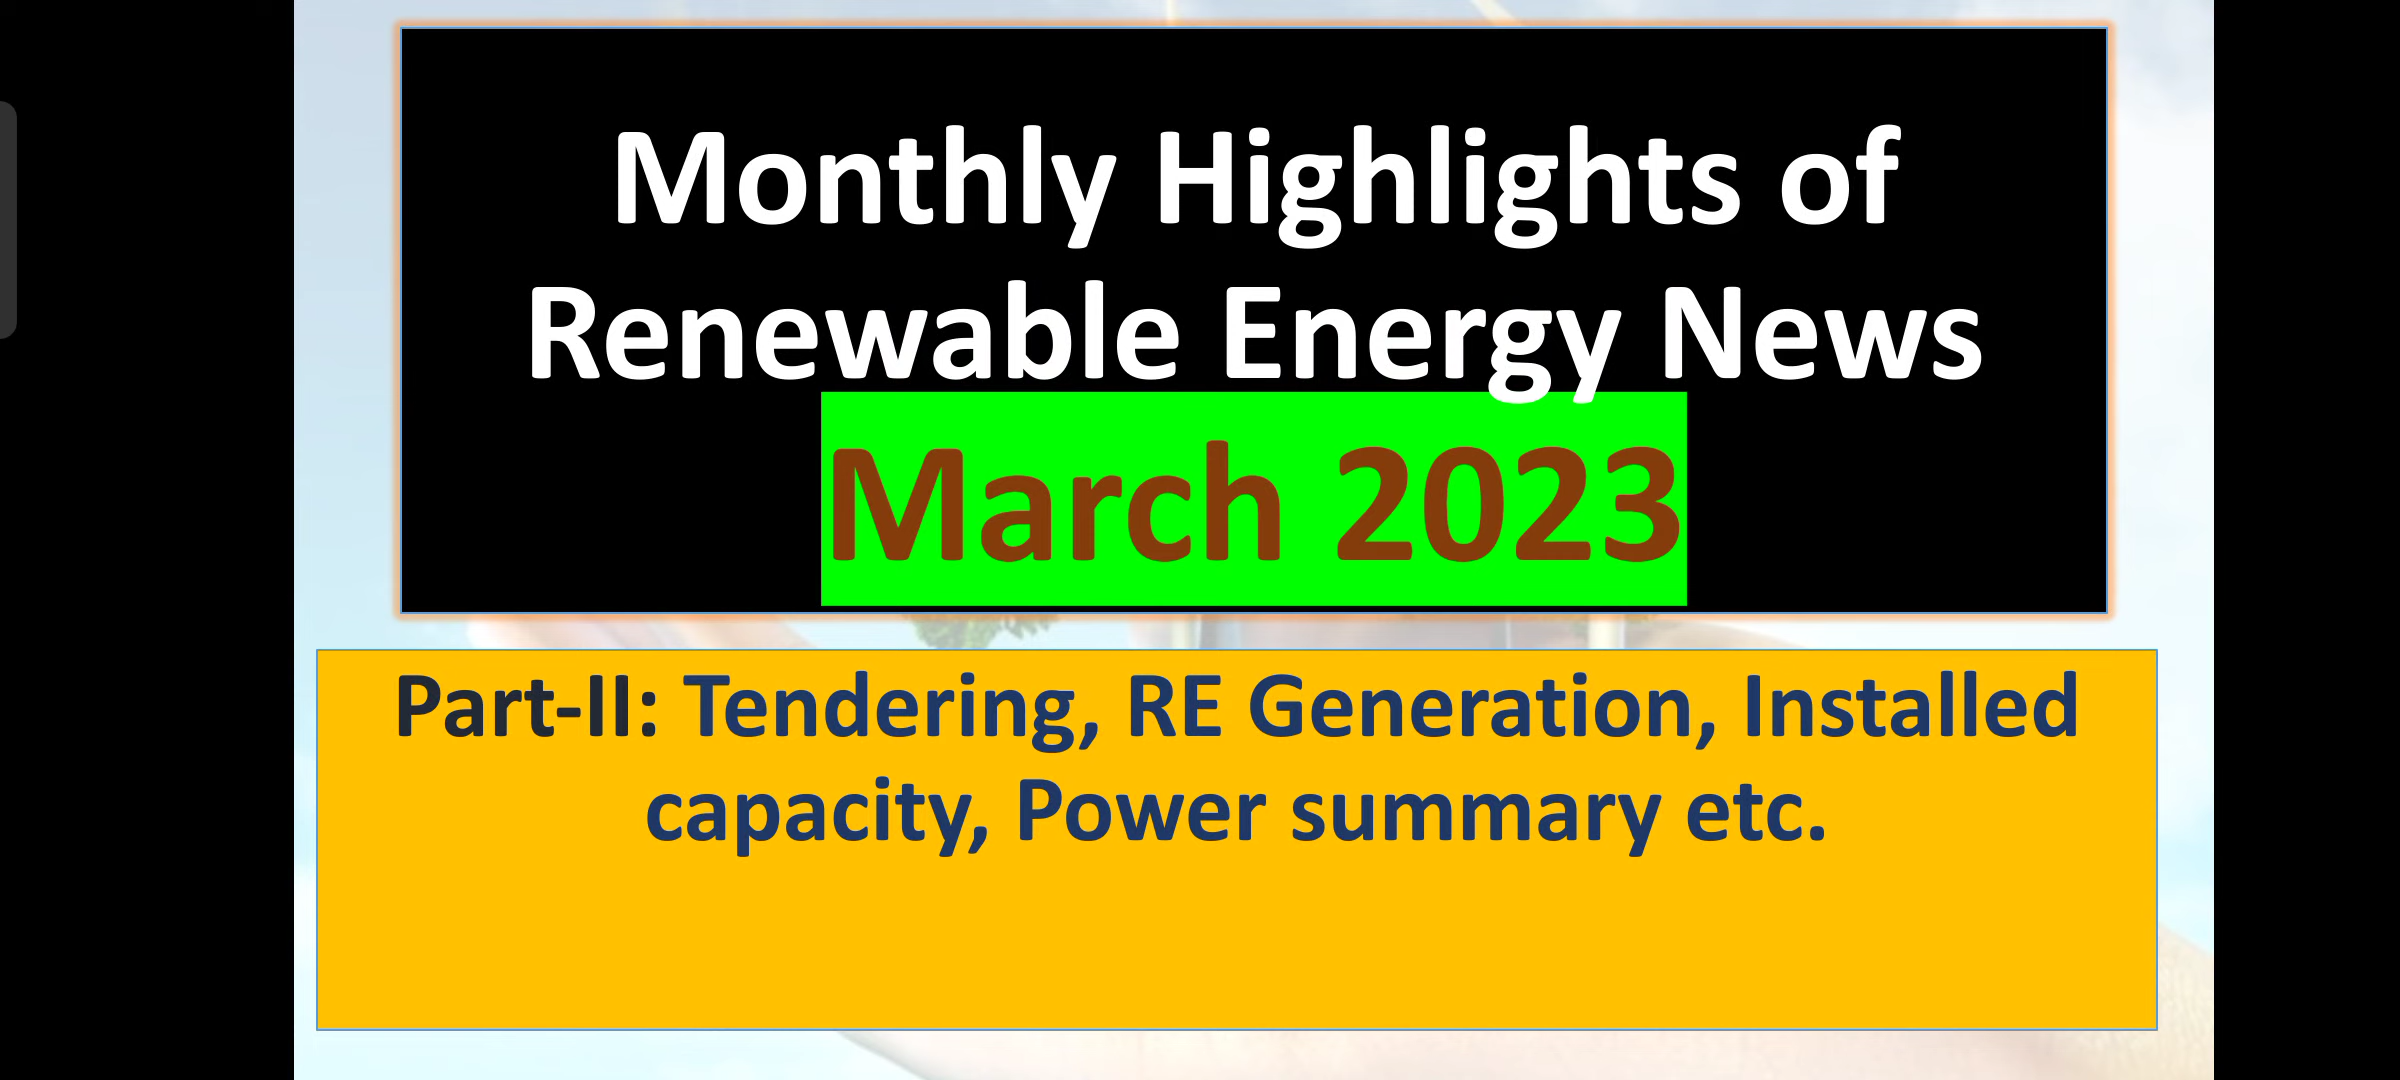 Monthly Highlights of
Renewable Energy News
March 2023
Part-II: Tendering, RE Generation, Installed
capacity, Power summary etc.